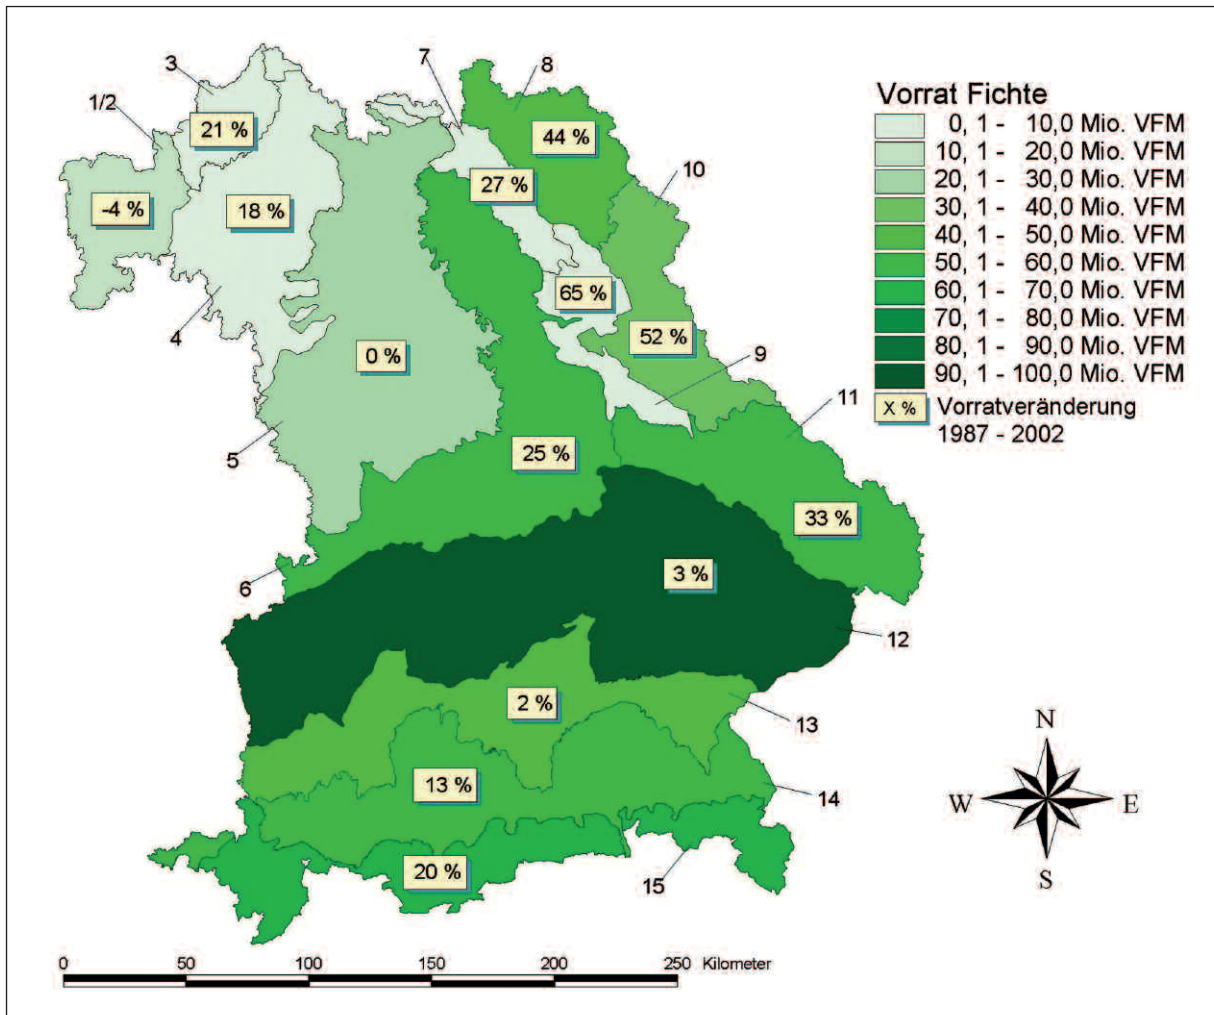 3
7
8
1/2
21 %
44 %
10
-4 %
18 %
27 %
4
65 %
52 %
0 %
9
11
5
25 %
33 %
6
3 %
12
2 %
13
13 %
14
20 %
15
Vorrat Fichte
0, 1 - 10,0 Mio. VFM
10, 1 - 20,0 Mio. VFM
20, 1 - 30,0 Mio. VFM
30, 1 - 40,0 Mio. VFM
40, 1 - 50,0 Mio. VFM
50, 1 - 60,0 Mio. VFM
60, 1 - 70,0 Mio. VFM
70, 1 - 80,0 Mio. VFM
80, 1 - 90,0 Mio. VFM
90, 1 - 100,0 Mio. VFM
X % Vorratveränderung
1987 - 2002
N
W E
S
0 50 100 150 200 250 Kilometer